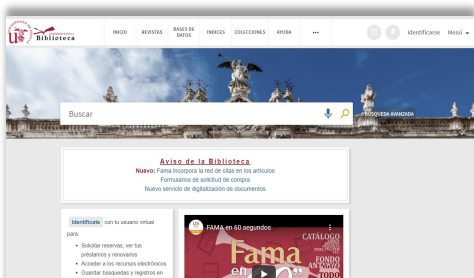 Biblioteca
INICO
REVISTAS
BASES DE
DATOS
INDICES
COLECCIONES
AYUDA
•••
Identificarse
Menú
Buscar
BÚSQUEDA AVANZADA
Aviso de la Biblioteca
Nuevo: Fama incorpora la red de citas en los artículos
Formularios de solicitud de compra
Nuevo servicio de digitalización de documentos
Identifícate con tu usuario virtual
para:
• Solicitar reservas, ver tus
préstamos y renovarlos
• Acceder a los recursos electrónicos
• Guardar búsquedas y registros en
FAMA en 60 segundos
CATÁLOGO
Fama
FONDO
ANTIGUO
en
TODO